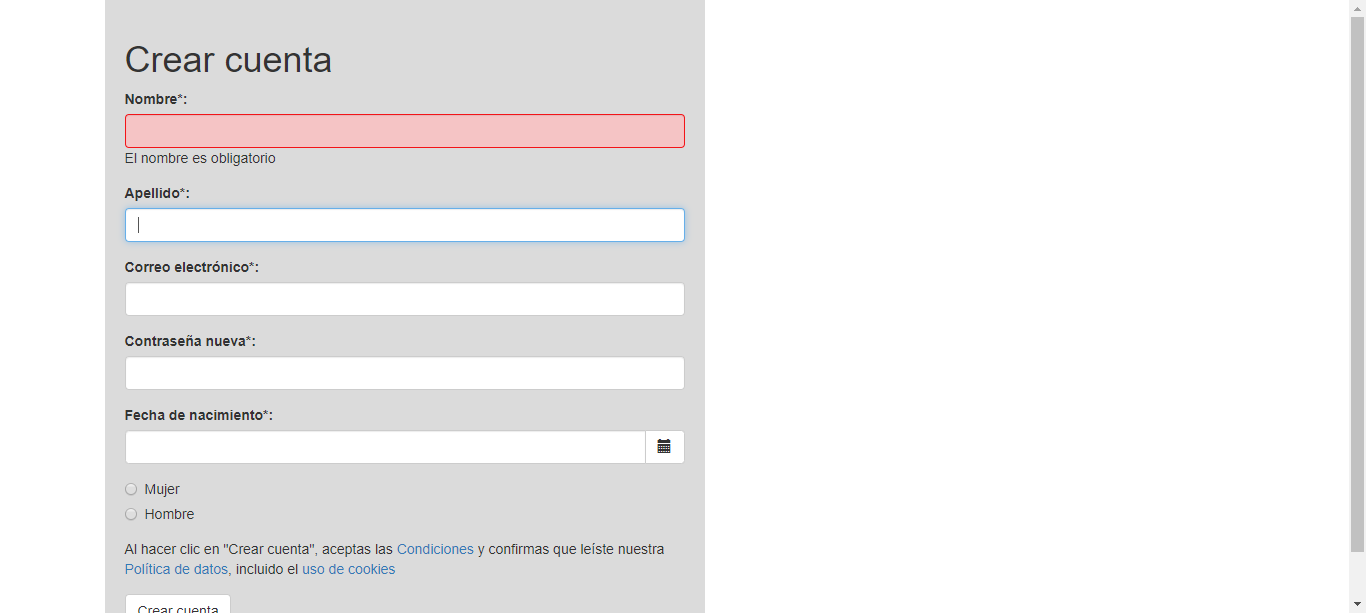 Crear cuenta
Nombre*:
El nombre es obligatorio
Apellido*:
Correo electrónico*:
Contraseña nueva*:
Fecha de nacimiento*:
Mujer
Hombre
Al hacer clic en "Crear cuenta", aceptas las Condiciones y confirmas que leíste nuestra
Política de datos, incluido el uso de cookies
Crear cuenta